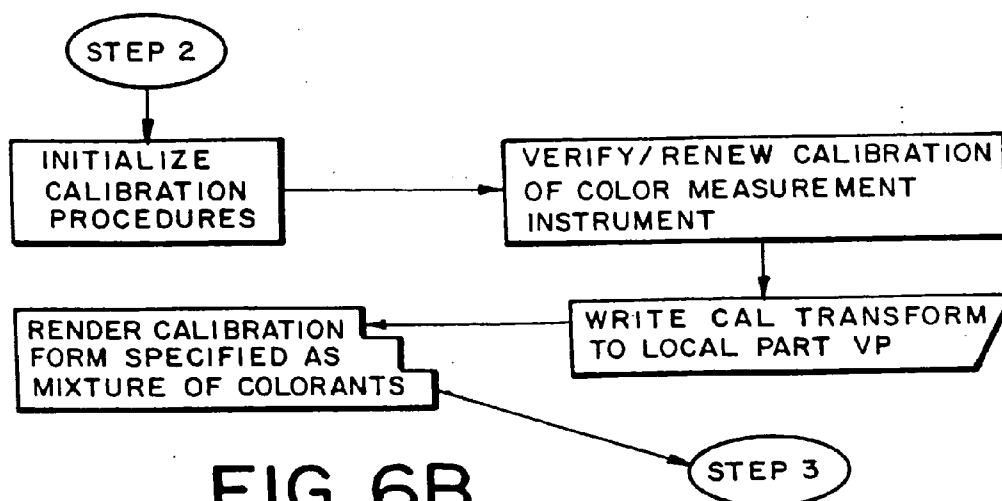 STEP 2
INITIALIZE
CALIBRATION
PROCEDURES
VERIFY/RENEW CALIBRATION
OF COLOR MEASUREMENT
INSTRUMENT
WRITE CAL TRANSFORM
TO LOCAL PART VP
RENDER CALIBRATION
FORM SPECIFIED AS
MIXTURE OF COLORANTS
STEP 3
FIG. 6B